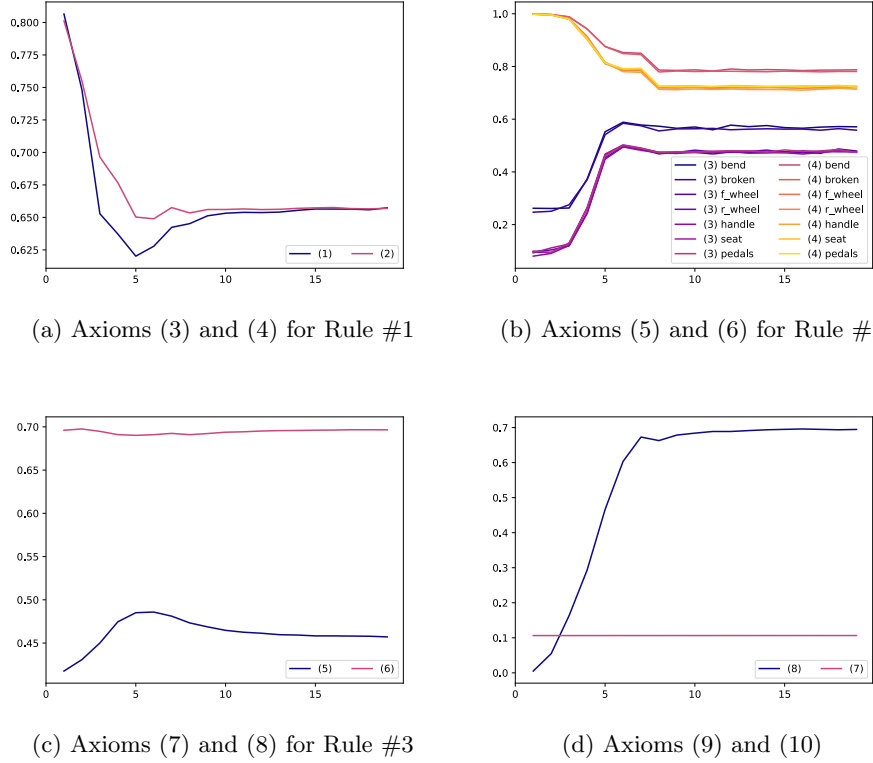 0.800
0.775
0.750
0.725
0.700
0.675
0.650
0.625
0 5 10 15
(1) (2)
(a) Axioms (3) and (4) for Rule #1
1.0
0.8
0.6
0.4
0.2
0 5 10 15
(3) bend (4) bend
(3) broken (4) broken
(3) f_wheel (4) f_wheel
(3) r_wheel (4) r_wheel
(3) handle (4) handle
(3) seat (4) seat
(3) pedals (4) pedals
(b) Axioms (5) and (6) for Rule #
0.70
0.65
0.60
0.55
0.50
0.45
0 5 10 15
(5) (6)
(c) Axioms (7) and (8) for Rule #3
0.7
0.6
0.5
0.4
0.3
0.2
0.1
0.0
0 5 10 15
(8) (7)
(d) Axioms (9) and (10)